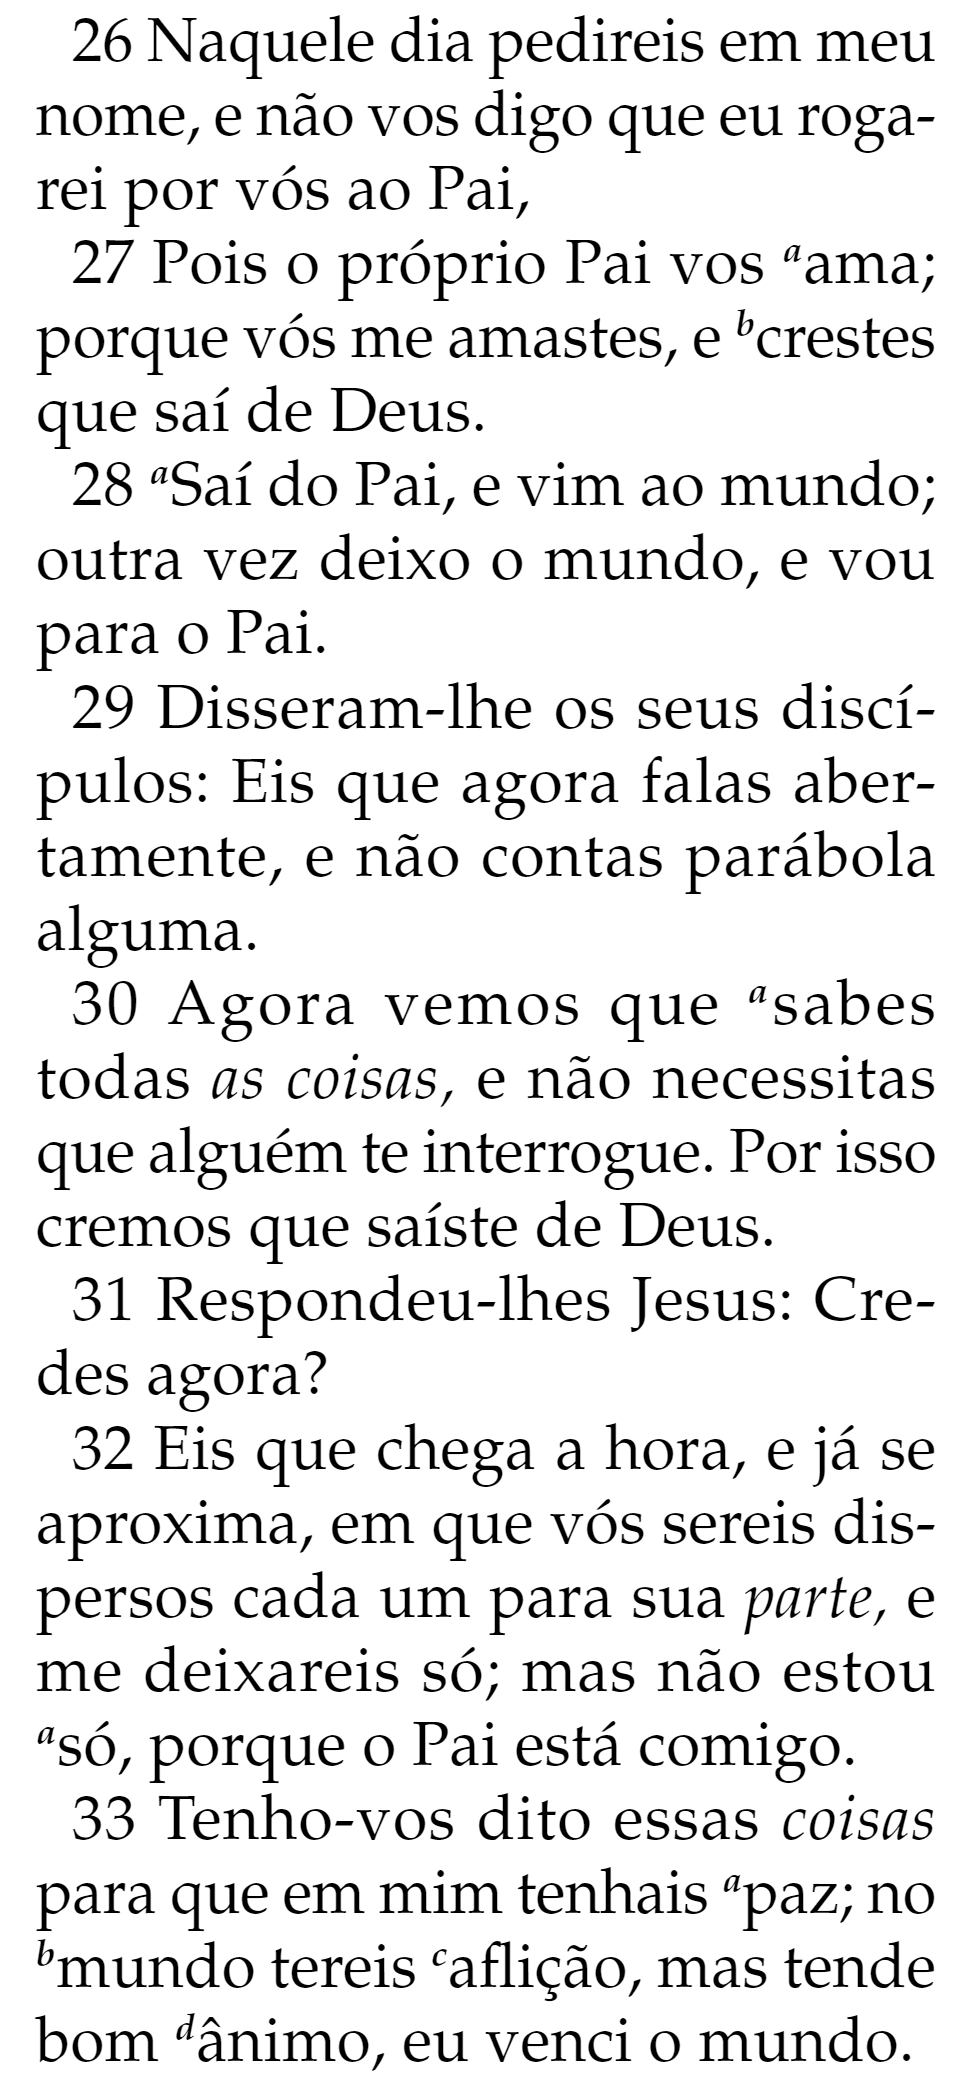 26 Naquele dia pedireis em meu
nome, e não vos digo que eu roga-
rei por vós ao Pai,
27 Pois o próprio Pai vos ᵃama;
porque vós me amastes, e ᵇcrestes
que saí de Deus.
28 ᵃSaí do Pai, e vim ao mundo;
outra vez deixo o mundo, e vou
para o Pai.
29 Disseram-lhe os seus discí-
pulos: Eis que agora falas aber-
tamente, e não contas parábola
alguma.
30 Agora vemos que ᵃsabes
todas as coisas, e não necessitas
que alguém te interrogue. Por isso
cremos que saíste de Deus.
31 Respondeu-lhes Jesus: Cre-
des agora?
32 Eis que chega a hora, e já se
aproxima, em que vós sereis dis-
persos cada um para sua parte, e
me deixareis só; mas não estou
ᵃsó, porque o Pai está comigo.
33 Tenho-vos dito essas coisas
para que em mim tenhais ᵃpaz; no
ᵇmundo tereis ᶜaflição, mas tende
bom ᵈânimo, eu venci o mundo.